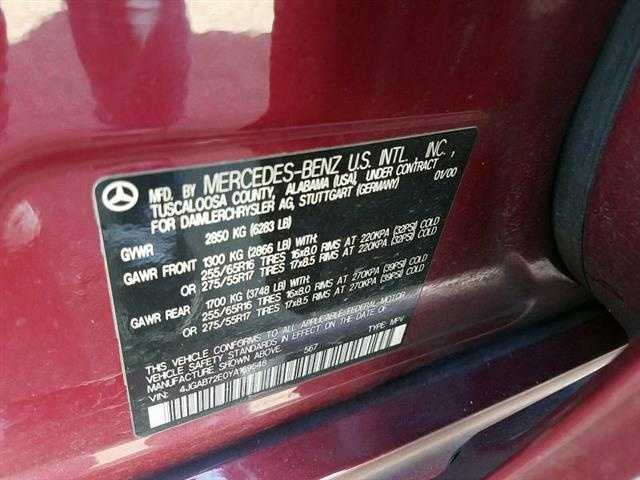 MFD. BY MERCEDES-BENZ U.S. INTL., INC.,
TUSCALOOSA COUNTY, ALABAMA (USA), UNDER CONTRACT
FOR DAIMLERCHRYSLER AG, STUTTGART (GERMANY) 01/00
GVWR 2850 KG (6283 LB)
GAWR FRONT 1300 KG (2866 LB) WITH:
255/65R16 TIRES 16x8.0 RIMS AT 220KPA (32PSI) COLD
OR 275/55R17 TIRES 17x8.5 RIMS AT 220KPA (32PSI) COLD
GAWR REAR 1700 KG (3748 LB) WITH:
255/65R16 TIRES 16x8.0 RIMS AT 270KPA (39PSI) COLD
OR 275/55R17 TIRES 17x8.5 RIMS AT 270KPA (39PSI) COLD
THIS VEHICLE CONFORMS TO ALL APPLICABLE FEDERAL MOTOR
VEHICLE SAFETY STANDARDS IN EFFECT ON THE DATE OF
MANUFACTURE SHOWN ABOVE. 567 TYPE: MPV
VIN: